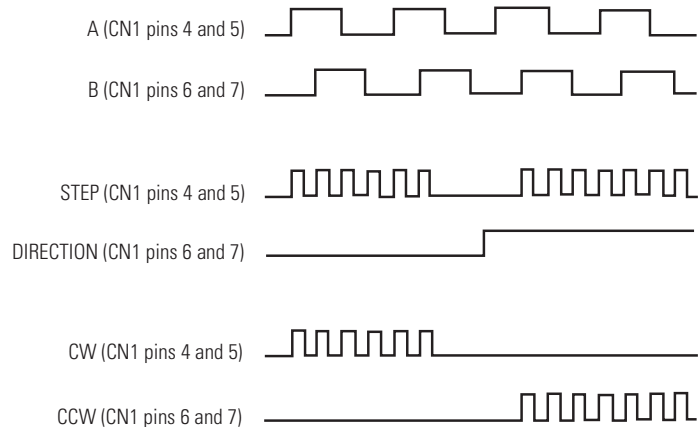 A (CN1 pins 4 and 5)
B (CN1 pins 6 and 7)
STEP (CN1 pins 4 and 5)
DIRECTION (CN1 pins 6 and 7)
CW (CN1 pins 4 and 5)
CCW (CN1 pins 6 and 7)